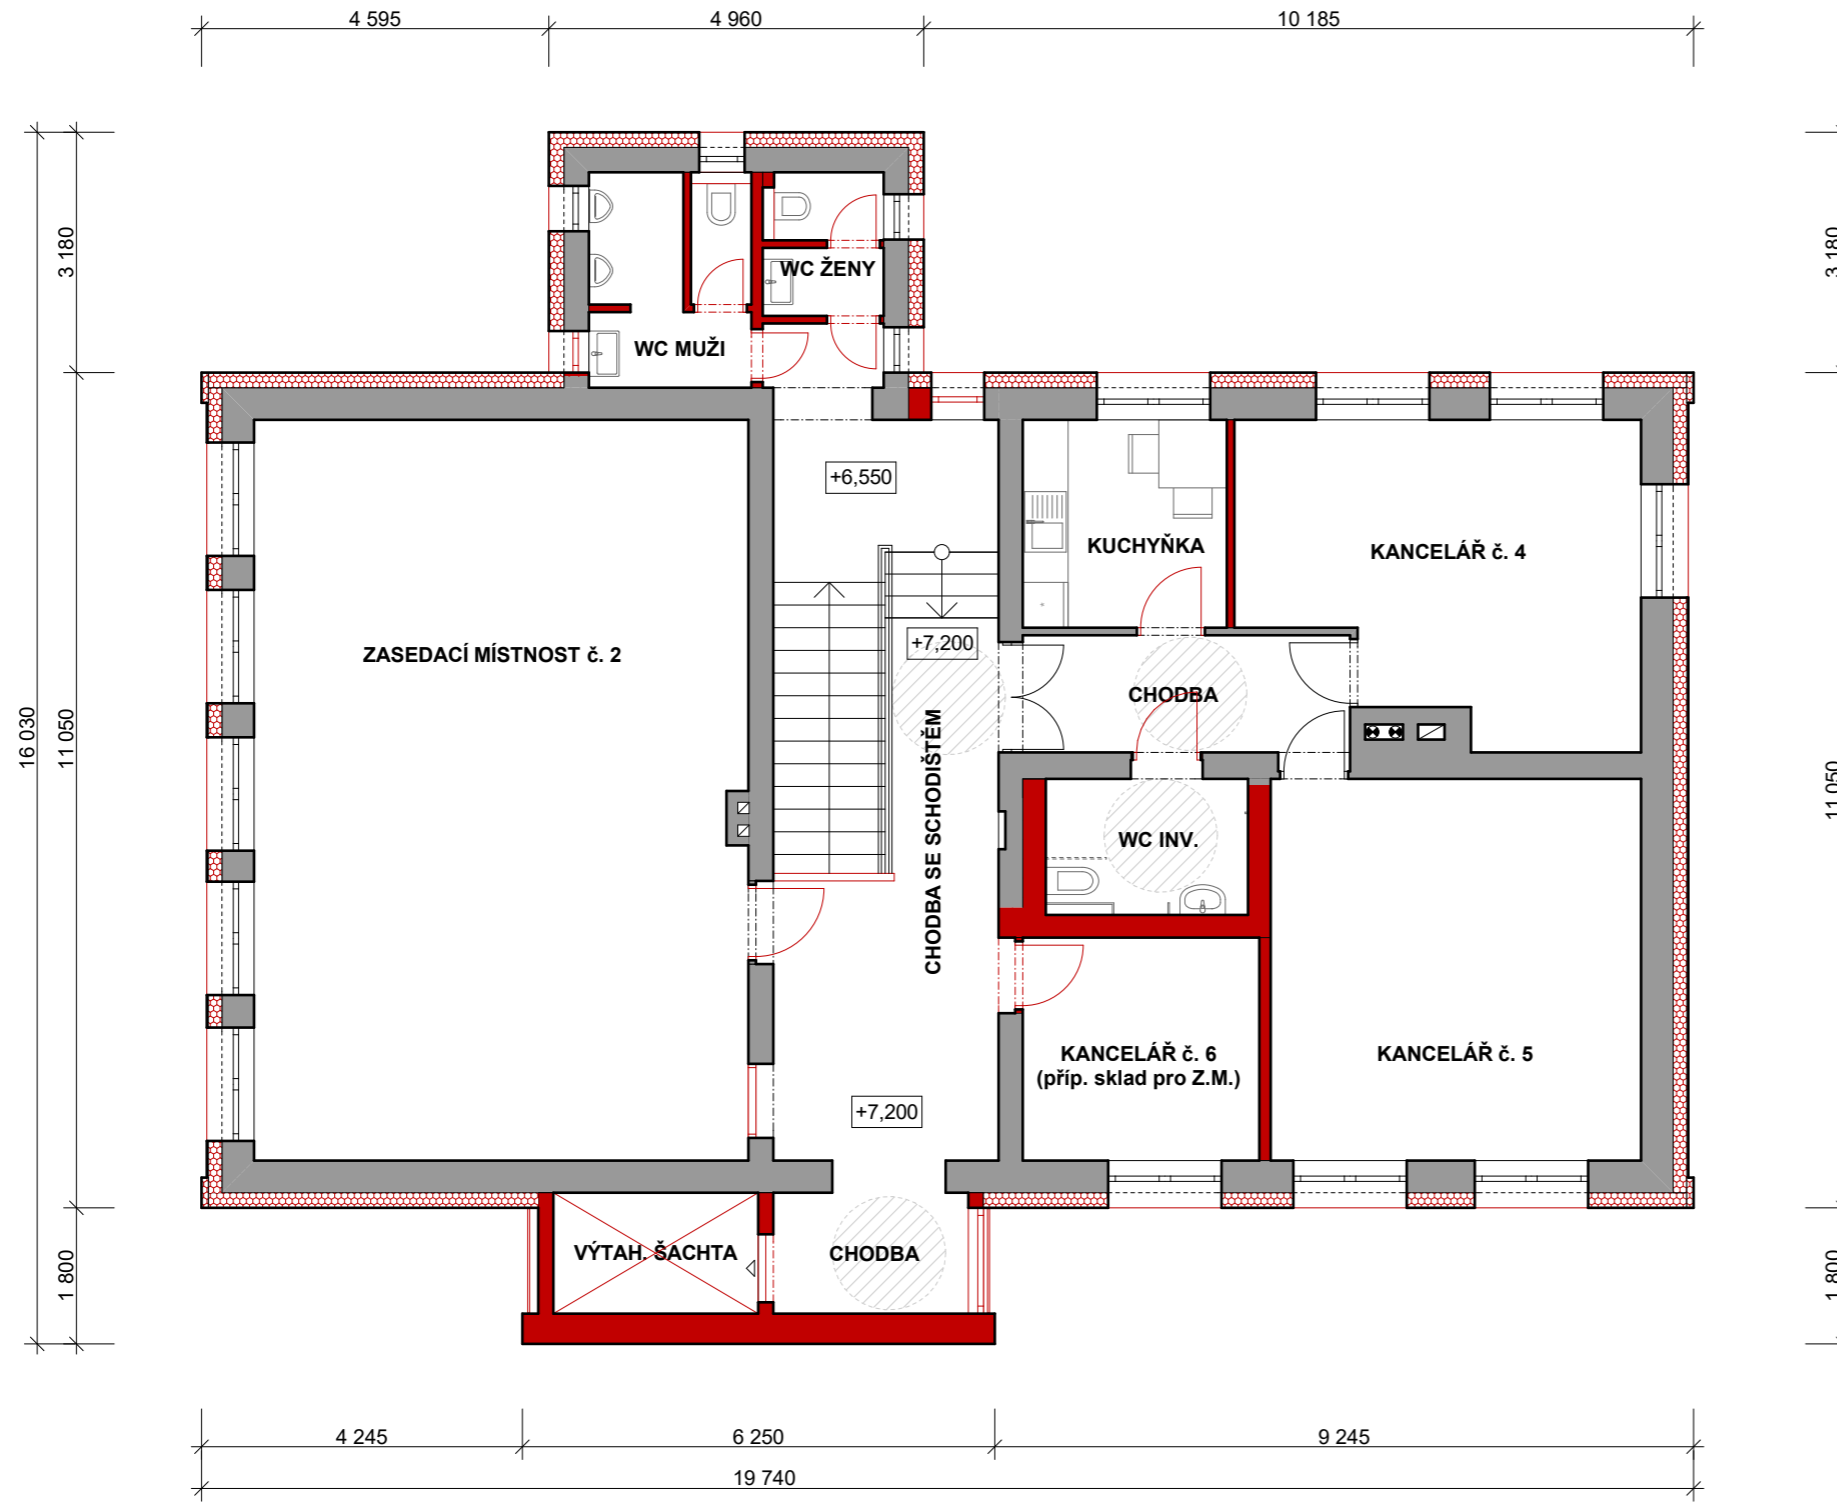 4 595
4 960
10 185
3 180
3 180
WC ŽENY
WC MUŽI
+6,550
KUCHYŇKA
KANCELÁŘ č. 4
+7,200
ZASEDACÍ MÍSTNOST č. 2
CHODBA
16 030
11 050
11 050
CHODBA SE SCHODIŠTĚM
WC INV.
KANCELÁŘ č. 6
(příp. sklad pro Z.M.)
KANCELÁŘ č. 5
+7,200
VÝTAH. ŠACHTA
CHODBA
1 800
1 800
4 245
6 250
9 245
19 740